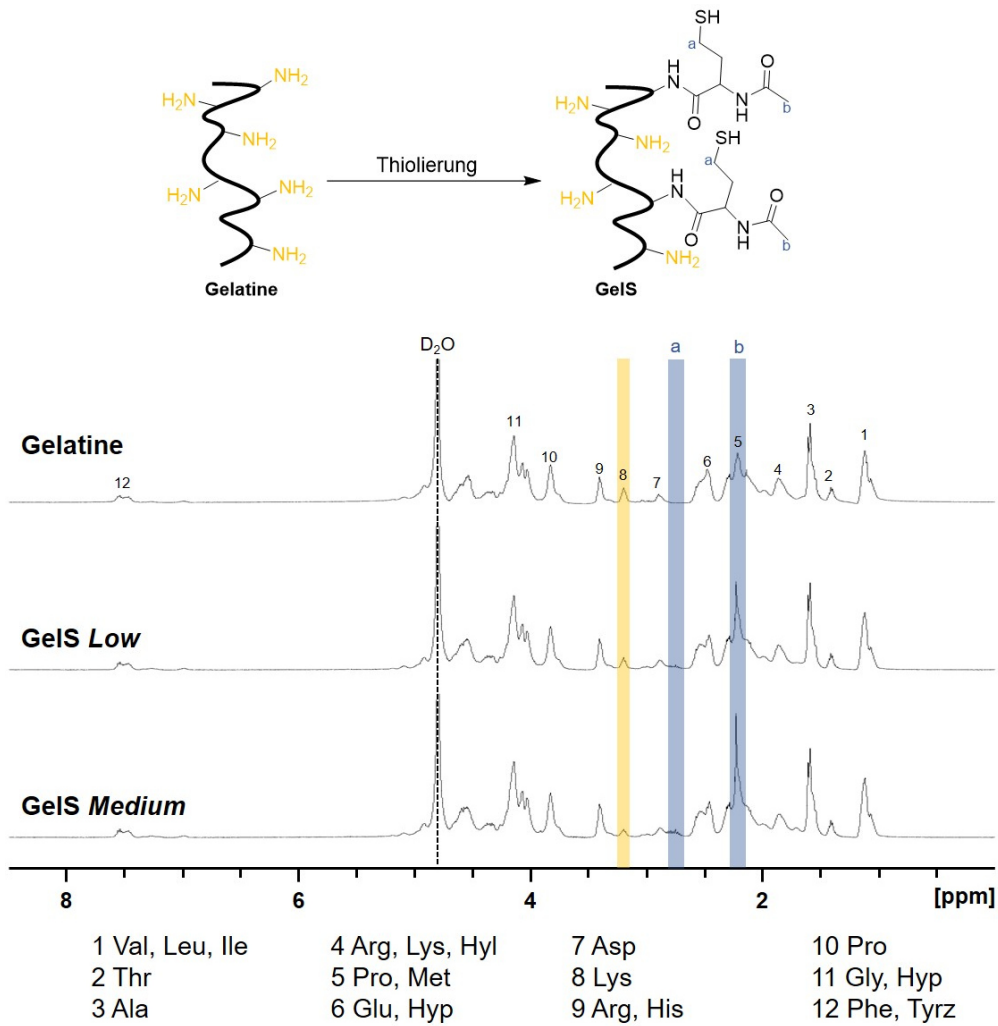 SH
a
NH2
H
N
O
H2N
O
N
H
b
NH2
H2N
SH
NH2
a
Thiolierung
H2N
NH2
H
N
O
H2N
O
N
H
b
NH2
NH2
Gelatine
GelS
D2O
a
b
Gelatine
12
11
10
9
8
7
6
5
4
3
2
1
GelS Low
GelS Medium
8
6
4
2
[ppm]
1 Val, Leu, Ile
4 Arg, Lys, Hyl
7 Asp
10 Pro
2 Thr
5 Pro, Met
8 Lys
11 Gly, Hyp
3 Ala
6 Glu, Hyp
9 Arg, His
12 Phe, Tyrz